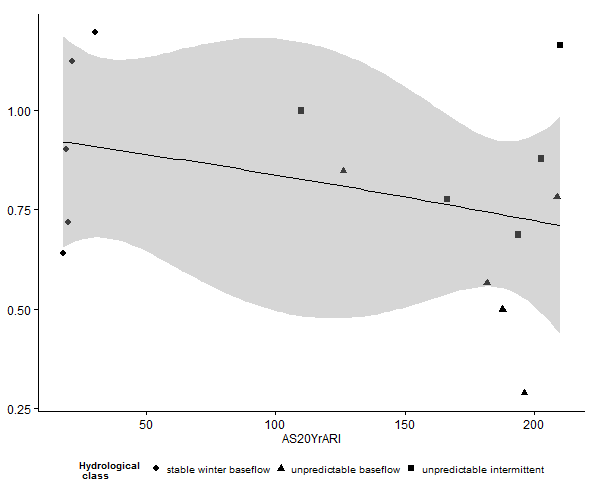 1.00
0.75
0.50
0.25
50 100 150 200
AS20YrARI
Hydrological
class
stable winter baseflow unpredictable baseflow unpredictable intermittent